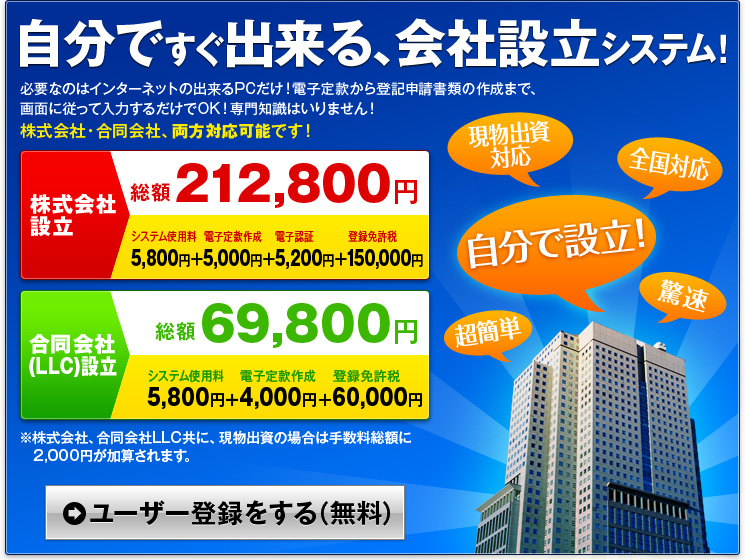 自分ですぐ出来る、会社設立システム!
必要なのはインターネットの出来るPCだけ!電子定款から登記申請書類の作成まで、
画面に従って入力するだけでOK!専門知識はいりません!
株式会社・合同会社、両方対応可能です!
株式会社
設立
総額 212,800円
システム使用料 電子定款作成 電子認証 登録免許税
5,800円+5,000円+5,200円+150,000円
合同会社
(LLC)設立
総額 69,800円
システム使用料 電子定款作成 登録免許税
5,800円+4,000円+60,000円
※株式会社、合同会社LLC共に、現物出資の場合は手数料総額に
2,000円が加算されます。
ユーザー登録をする(無料)
現物出資
対応
全国対応
自分で設立!
驚速
超簡単